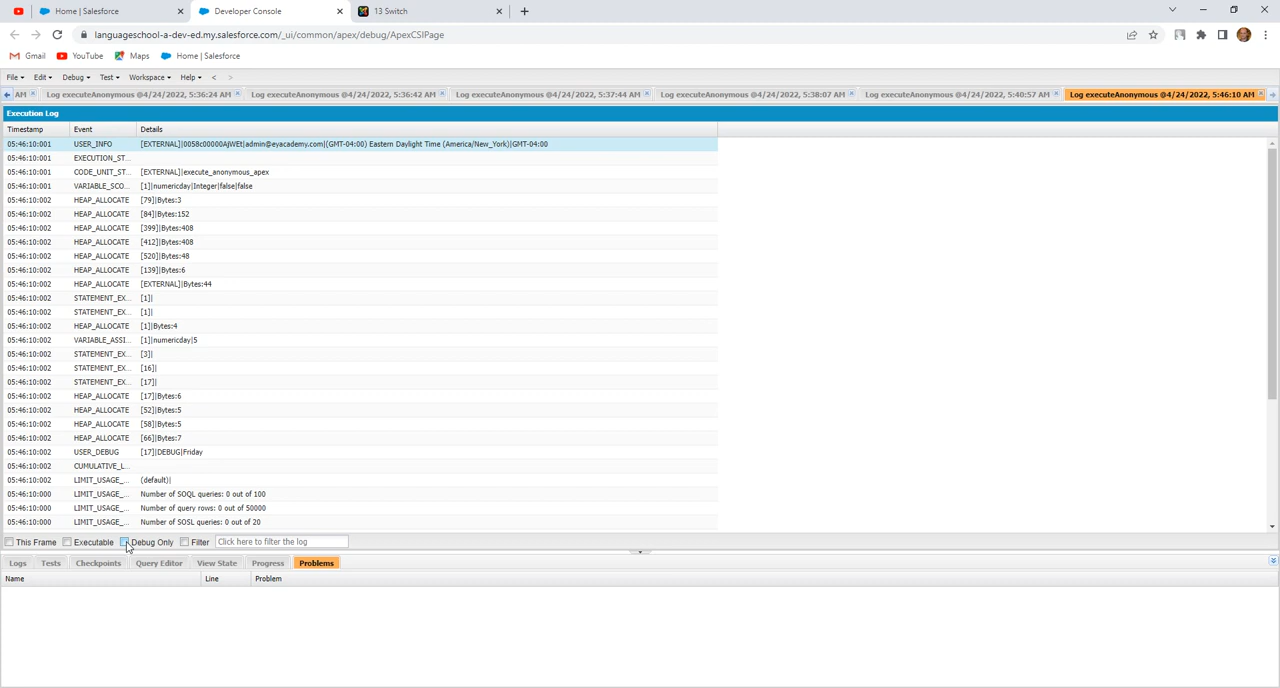 Home | Salesforce
Developer Console
13 Switch
languageschool-a-dev-ed.my.salesforce.com/_ui/common/apex/debug/ApexCSIPage
Gmail YouTube Maps Home | Salesforce
File Edit Debug Test Workspace Help < >
AM Log executeAnonymous @4/24/2022, 5:36:24 AM Log executeAnonymous @4/24/2022, 5:36:42 AM Log executeAnonymous @4/24/2022, 5:37:44 AM Log executeAnonymous @4/24/2022, 5:38:07 AM Log executeAnonymous @4/24/2022, 5:40:57 AM Log executeAnonymous @4/24/2022, 5:46:10 AM
Execution Log
Timestamp Event Details
05:46:10:001 USER_INFO [EXTERNAL]|0058c00000AjWEt|admin@eyacademy.com|(GMT-04:00) Eastern Daylight Time (America/New_York)|GMT-04:00
05:46:10:001 EXECUTION_ST...
05:46:10:001 CODE_UNIT_ST... [EXTERNAL]|execute_anonymous_apex
05:46:10:001 VARIABLE_SCO... [1]|numericday|Integer|false|false
05:46:10:002 HEAP_ALLOCATE [79]|Bytes:3
05:46:10:002 HEAP_ALLOCATE [84]|Bytes:152
05:46:10:002 HEAP_ALLOCATE [399]|Bytes:408
05:46:10:002 HEAP_ALLOCATE [412]|Bytes:408
05:46:10:002 HEAP_ALLOCATE [520]|Bytes:48
05:46:10:002 HEAP_ALLOCATE [139]|Bytes:6
05:46:10:002 HEAP_ALLOCATE [EXTERNAL]|Bytes:44
05:46:10:002 STATEMENT_EX... [1]|
05:46:10:002 STATEMENT_EX... [1]|
05:46:10:002 HEAP_ALLOCATE [1]|Bytes:4
05:46:10:002 VARIABLE_ASSI... [1]|numericday|5
05:46:10:002 STATEMENT_EX... [3]|
05:46:10:002 STATEMENT_EX... [16]|
05:46:10:002 STATEMENT_EX... [17]|
05:46:10:002 HEAP_ALLOCATE [17]|Bytes:6
05:46:10:002 HEAP_ALLOCATE [52]|Bytes:5
05:46:10:002 HEAP_ALLOCATE [58]|Bytes:5
05:46:10:002 HEAP_ALLOCATE [66]|Bytes:7
05:46:10:002 USER_DEBUG [17]|DEBUG|Friday
05:46:10:002 CUMULATIVE_L...
05:46:10:002 LIMIT_USAGE_... (default)|
05:46:10:000 LIMIT_USAGE_... Number of SOQL queries: 0 out of 100
05:46:10:000 LIMIT_USAGE_... Number of query rows: 0 out of 50000
05:46:10:000 LIMIT_USAGE_... Number of SOSL queries: 0 out of 20
This Frame Executable Debug Only Filter Click here to filter the log
Logs Tests Checkpoints Query Editor View State Progress Problems
Name Line Problem